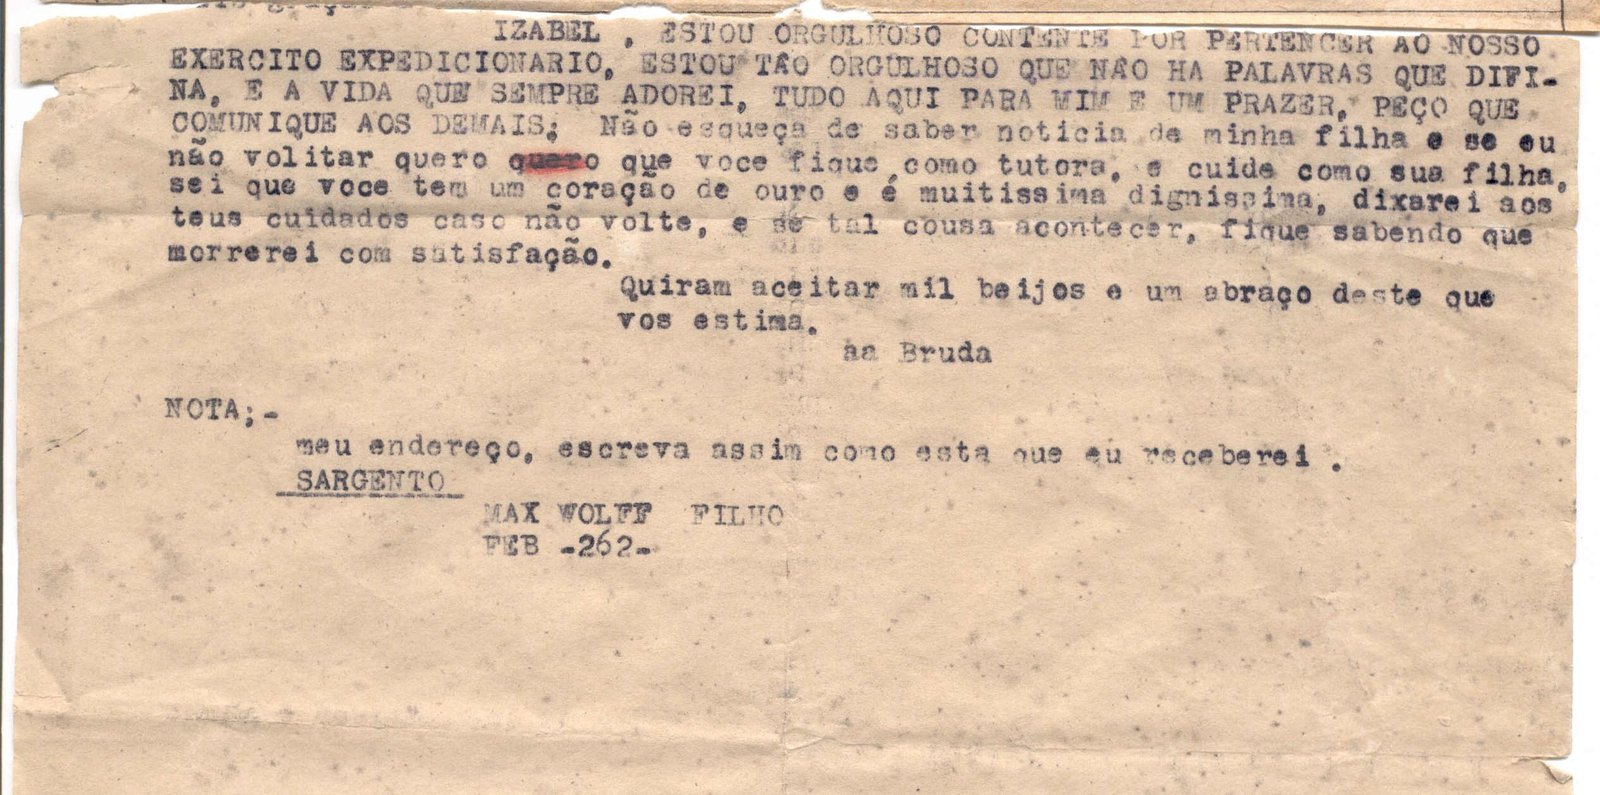 IZABEL , ESTOU ORGULHOSO CONTENTE POR PERTENCER AO NOSSO
EXERCITO EXPEDICIONARIO, ESTOU TÃO ORGULHOSO QUE NÃO HA PALAVRAS QUE DIFI-
NA, E A VIDA QUE SEMPRE ADOREI, TUDO AQUI PARA MIM E UM PRAZER, PEÇO QUE
COMUNIQUE AOS DEMAIS; Não esqueça de saber noticia de minha filha e se eu
não volitar quero quero que voce fique como tutora, e cuide como sua filha,
sei que voce tem um coração de ouro e é muitissima dignissima, dixarei aos
teus cuidados caso não volte, e se tal cousa acontecer, fique sabendo que
morrerei com satisfação.
Quiram aceitar mil beijos e um abraço deste que
vos estima.
aa Bruda
NOTA;-
meu endereço, escreva assim como esta que eu receberei .
SARGENTO
MAX WOLFF FILHO
FEB -262-